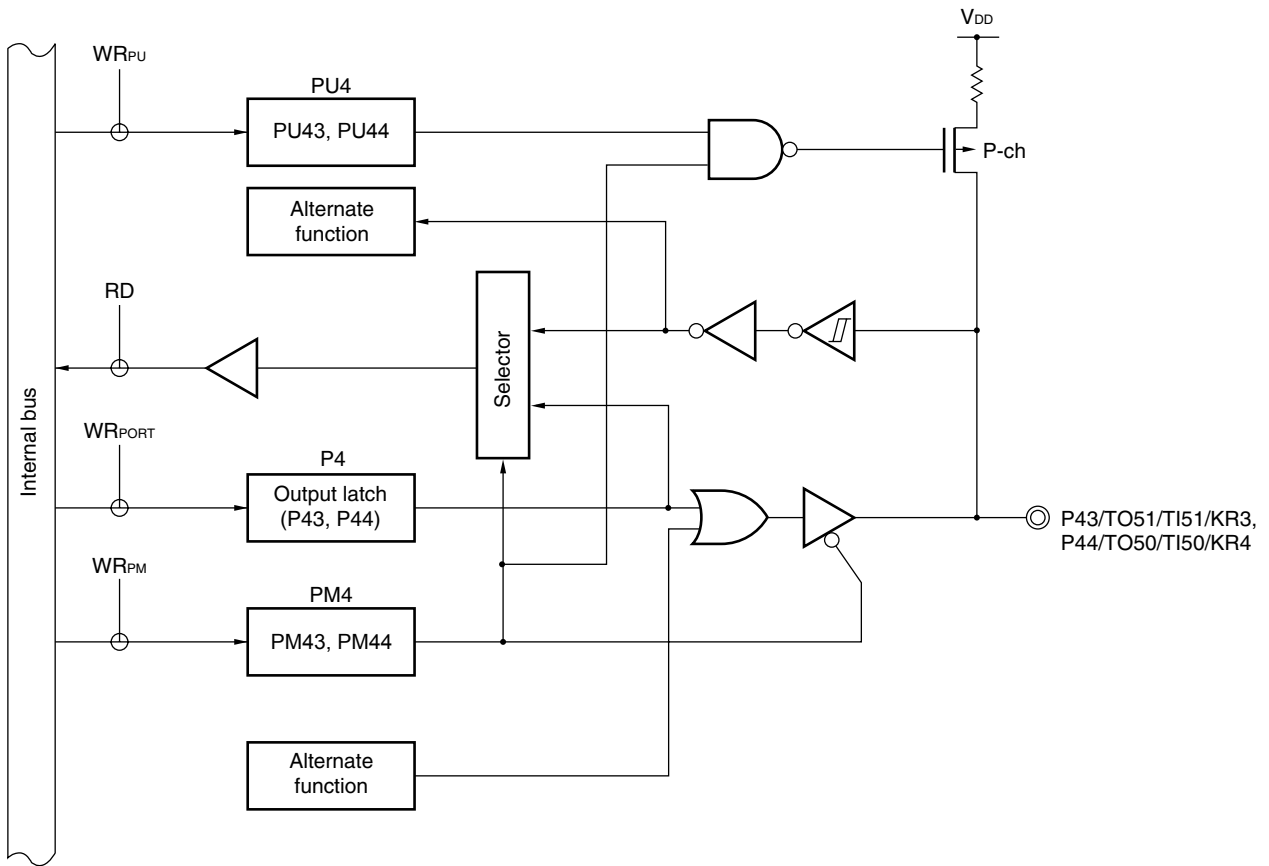 VDD
WRPU
PU4
PU43, PU44
P-ch
Alternate
function
RD
Selector
Internal bus
WRPORT
P4
Output latch
(P43, P44)
P43/TO51/TI51/KR3,
P44/TO50/TI50/KR4
WRPM
PM4
PM43, PM44
Alternate
function